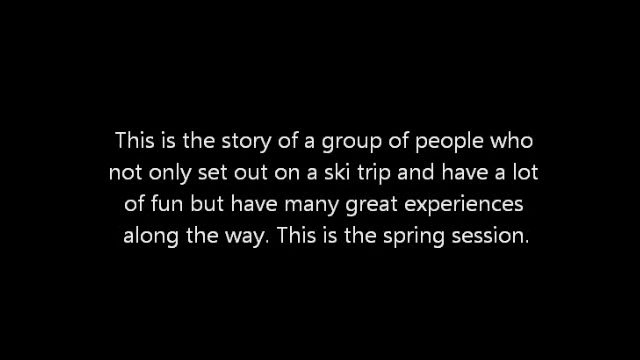 This is the story of a group of people who
not only set out on a ski trip and have a lot
of fun but have many great experiences
along the way. This is the spring session.